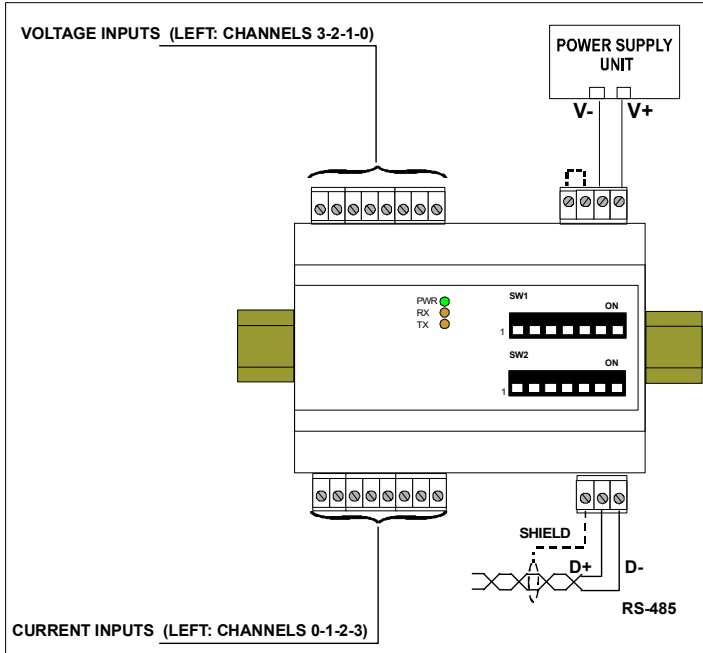 VOLTAGE INPUTS (LEFT: CHANNELS 3-2-1-0)
POWER SUPPLY
UNIT
V- V+
PWR
RX
TX
SW1
ON
1
SW2
ON
1
SHIELD
D+ D-
RS-485
CURRENT INPUTS (LEFT: CHANNELS 0-1-2-3)